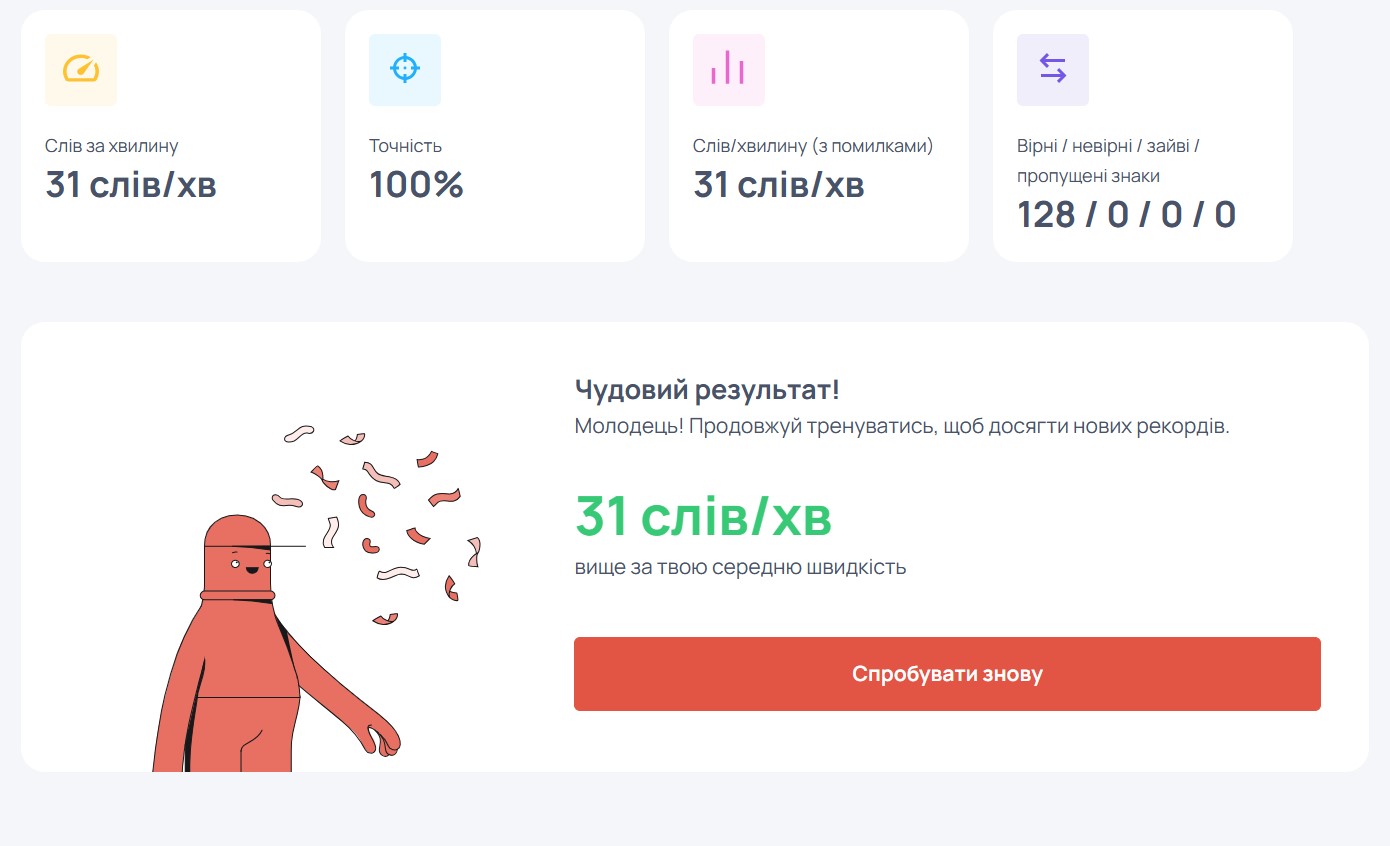 Слів за хвилину
31 слів/хв
Точність
100%
Слів/хвилину (з помилками)
31 слів/хв
Вірні / невірні / зайві /
пропущені знаки
128 / 0 / 0 / 0
Чудовий результат!
Молодець! Продовжуй тренуватись, щоб досягти нових рекордів.
31 слів/хв
вище за твою середню швидкість
Спробувати знову